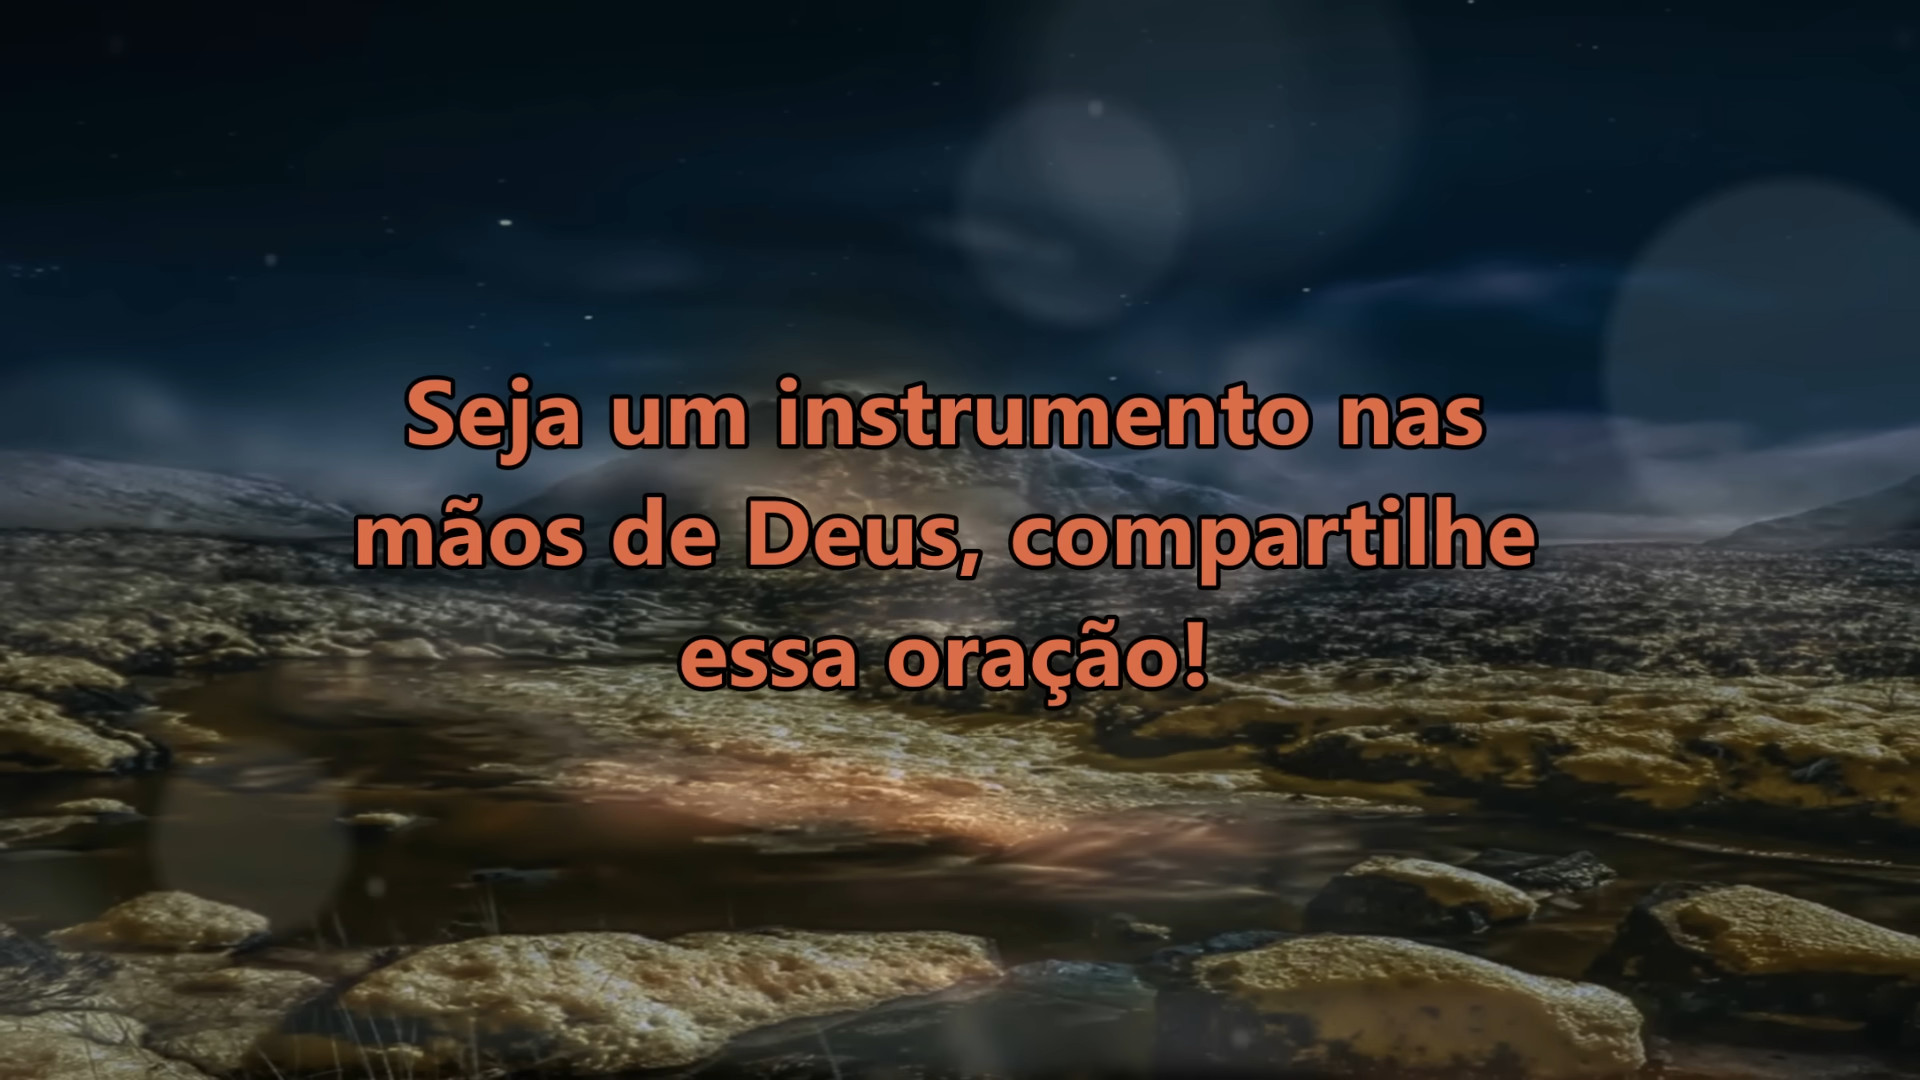 Seja um instrumento nas
mãos de Deus, compartilhe
essa oração!